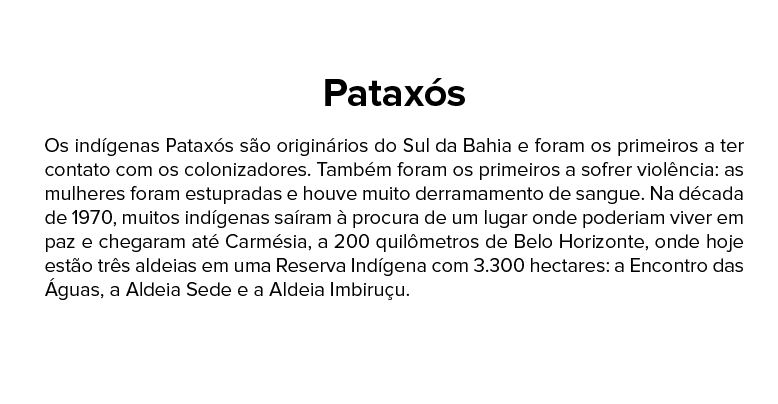 Pataxós
Os indígenas Pataxós são originários do Sul da Bahia e foram os primeiros a ter
contato com os colonizadores. Também foram os primeiros a sofrer violência: as
mulheres foram estupradas e houve muito derramamento de sangue. Na década
de 1970, muitos indígenas saíram à procura de um lugar onde poderiam viver em
paz e chegaram até Carmésia, a 200 quilômetros de Belo Horizonte, onde hoje
estão três aldeias em uma Reserva Indígena com 3.300 hectares: a Encontro das
Águas, a Aldeia Sede e a Aldeia Imbiruçu.